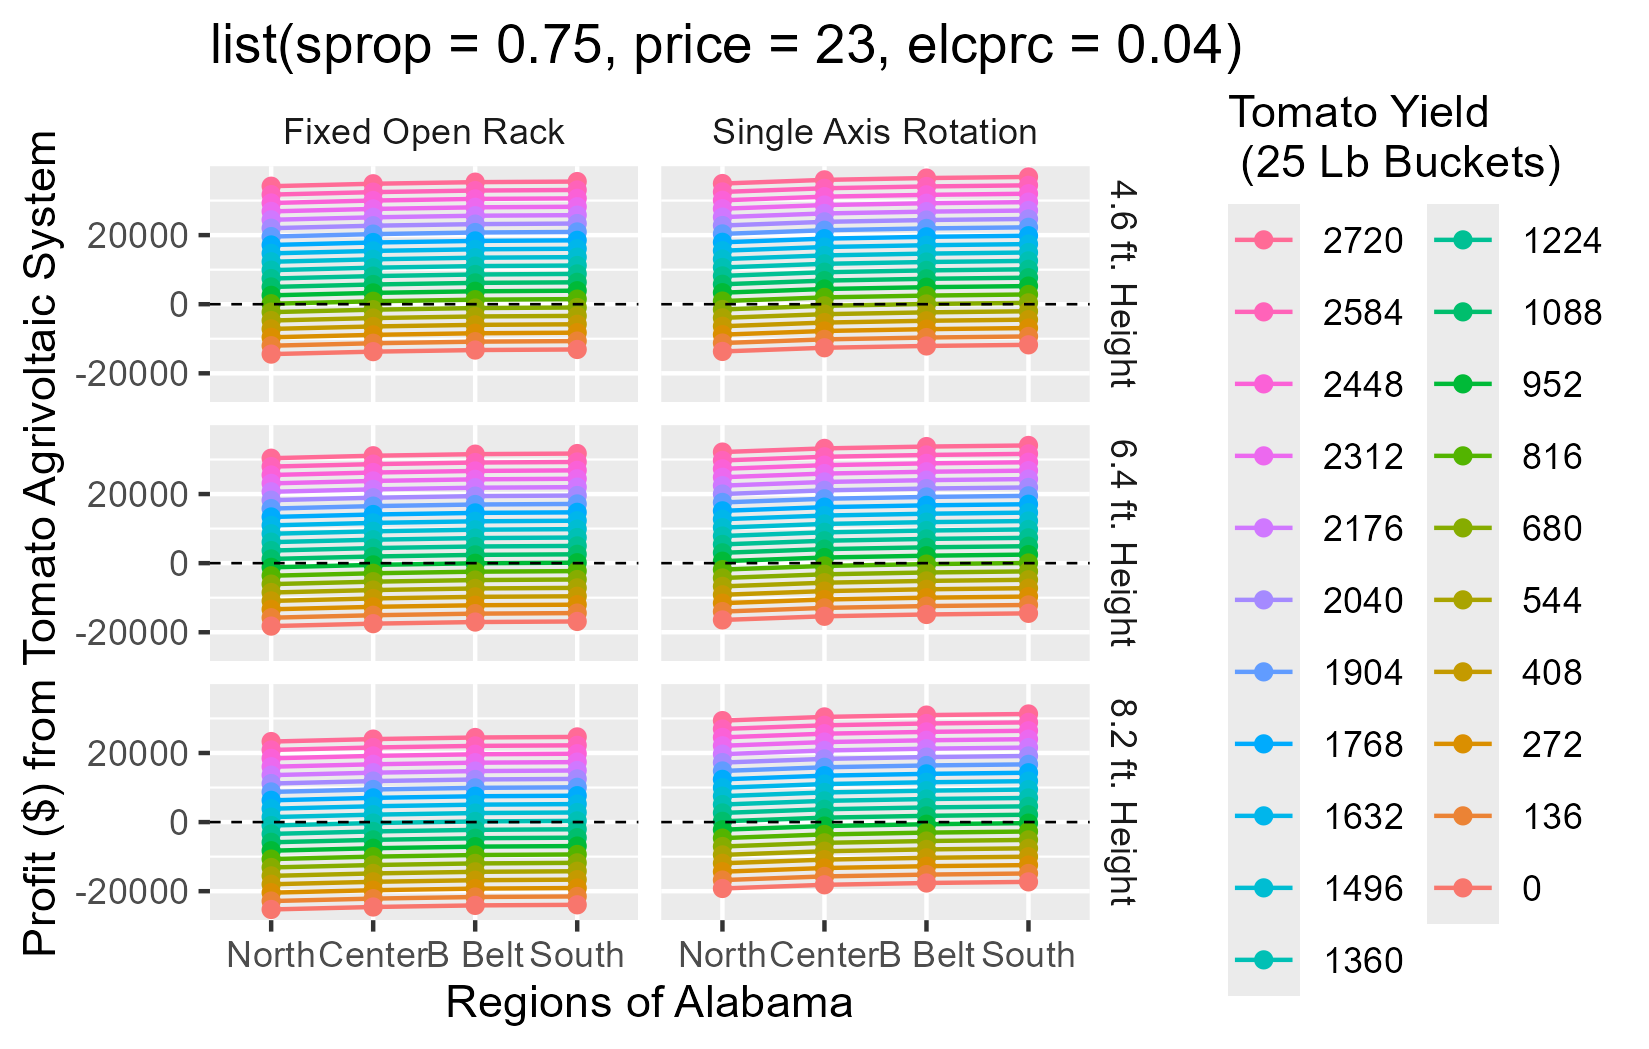 list(sprop = 0.75, price = 23, elcprc = 0.04)
Fixed Open Rack
Single Axis Rotation
Profit ($) from Tomato Agrivoltaic System
20000
0
-20000
4.6 ft. Height
20000
0
-20000
6.4 ft. Height
20000
0
-20000
8.2 ft. Height
North Center B Belt South
North Center B Belt South
Regions of Alabama
Tomato Yield
(25 Lb Buckets)
2720
2584
2448
2312
2176
2040
1904
1768
1632
1496
1360
1224
1088
952
816
680
544
408
272
136
0